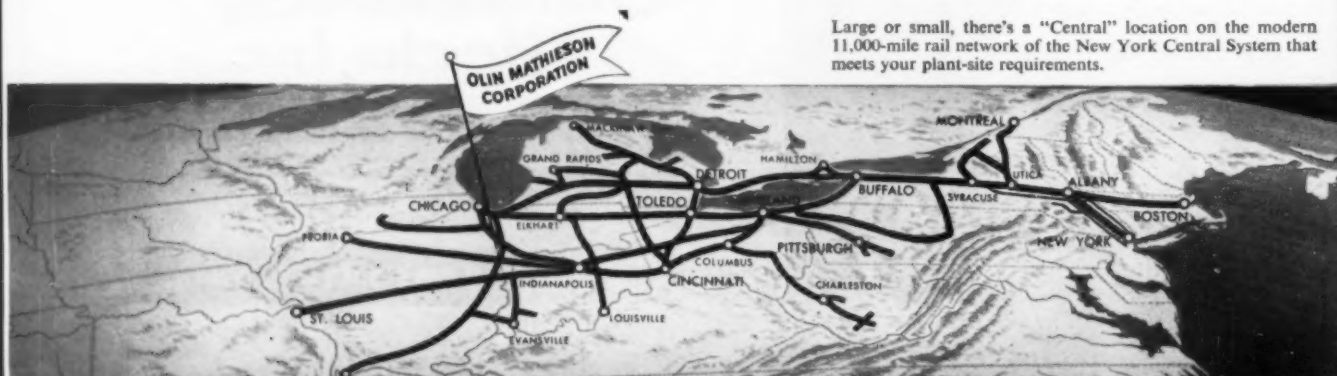 Large or small, there's a "Central" location on the modern
11,000-mile rail network of the New York Central System that
meets your plant-site requirements.
OLIN MATHIESON
CORPORATION
MONTREAL
MACKINAW
GRAND RAPIDS
HAMILTON
DETROIT
BUFFALO
UTICA
ALBANY
SYRACUSE
CHICAGO
TOLEDO
ELKHART
BOSTON
PEORIA
NEW YORK
PITTSBURGH
COLUMBUS
INDIANAPOLIS
CINCINNATI
CHARLESTON
ST. LOUIS
LOUISVILLE
EVANSVILLE